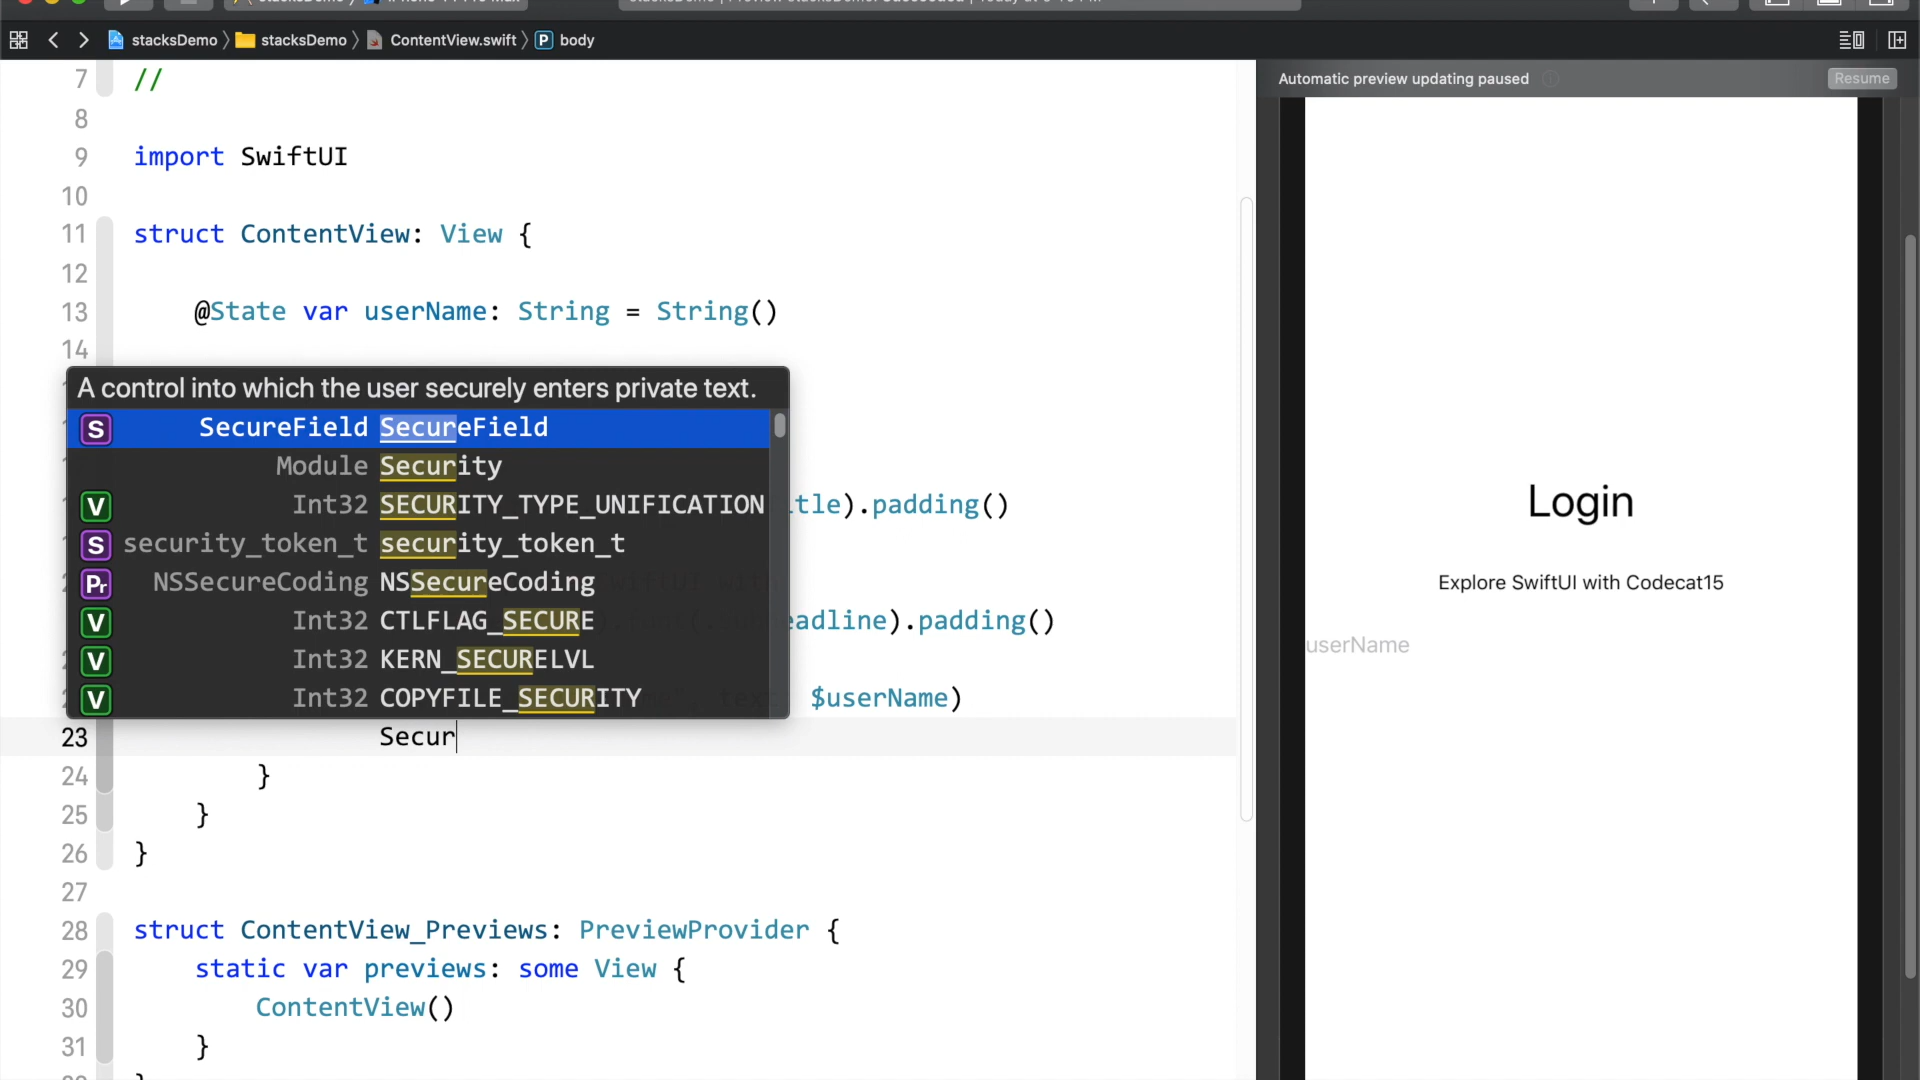 stacksDemo
stacksDemo
ContentView.swift
P
body
7
//
8
9
import SwiftUI
10
11
struct ContentView: View {
12
13
@State var userName: String = String()
14
A control into which the user securely enters private text.
S
SecureField SecureField
Module Security
V
Int32 SECURITY_TYPE_UNIFICATION
tle).padding()
S
security_token_t security_token_t
Pr
NSSecureCoding NSSecureCoding
V
Int32 CTLFLAG_SECURE
adline).padding()
V
Int32 KERN_SECURELVL
V
Int32 COPYFILE_SECURITY
$userName)
23
Secur
24
}
25
}
26
}
27
28
struct ContentView_Previews: PreviewProvider {
29
static var previews: some View {
30
ContentView()
31
}
Automatic preview updating paused
Resume
Login
Explore SwiftUI with Codecat15
userName